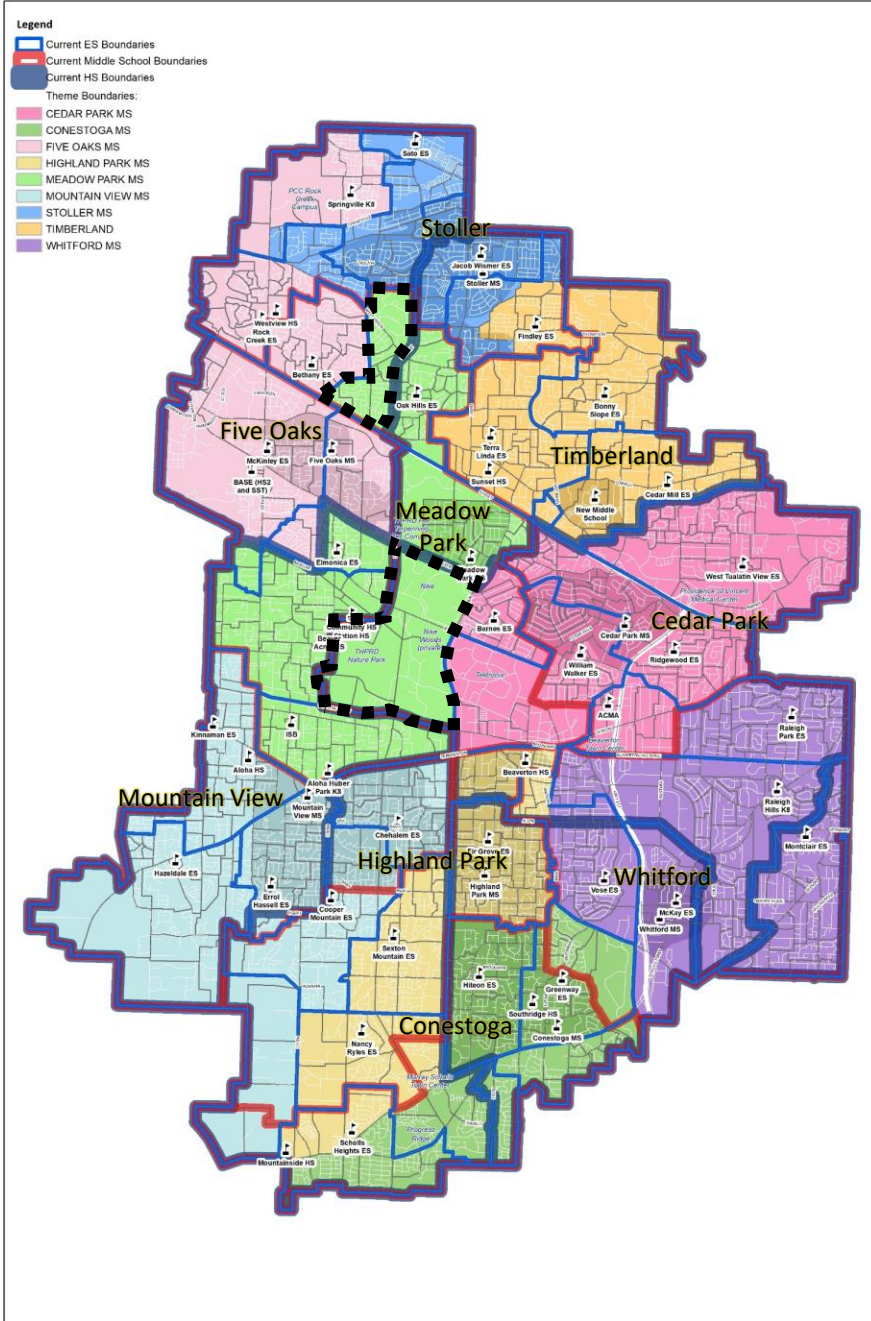 Legend
Current ES Boundaries
Current Middle School Boundaries
Current HS Boundaries
Theme Boundaries:
CEDAR PARK MS
CONESTOGA MS
FIVE OAKS MS
HIGHLAND PARK MS
MEADOW PARK MS
MOUNTAIN VIEW MS
STOLLER MS
TIMBERLAND
WHITFORD MS
Sato ES
PCC Rock
Creek
Campus
Springville K8
Stoller
Jacob Wismer ES
Stoller MS
Findley ES
Westview HS
Rock
Creek ES
Bethany ES
Oak Hills ES
Bonny
Slope ES
Five Oaks
McKinley ES
Five Oaks MS
BASE (HS2
and SST)
Terra
Linda ES
Sunset HS
Timberland
Cedar Mill ES
New Middle
School
Meadow
Park
Elmonica ES
Nike
West Tualatin View ES
Providence St Vincent
Medical Center
Barnes ES
Cedar Park MS
Cedar Park
Community HS
Nike
Woods
(private)
THPRD
Nature Park
William
Walker ES
Ridgewood ES
Tektronix
ACMA
Kinnaman ES
ISB
Raleigh
Park ES
Aloha HS
Aloha Huber
Park K8
Beaverton HS
Mountain View
Mountain
View MS
Raleigh
Hills K8
Chehalem ES
Montclair ES
Highland Park
Fir Grove ES
Highland
Park MS
Whitford
Hazeldale ES
Errol
Hassell ES
Cooper
Mountain ES
Vose ES
McKay ES
Whitford MS
Sexton
Mountain ES
Hiteon ES
Greenway
ES
Southridge HS
Conestoga
Conestoga MS
Nancy
Ryles ES
Murray Scholls
Town Center
Progress
Ridge
Scholls
Heights ES
Mountainside HS